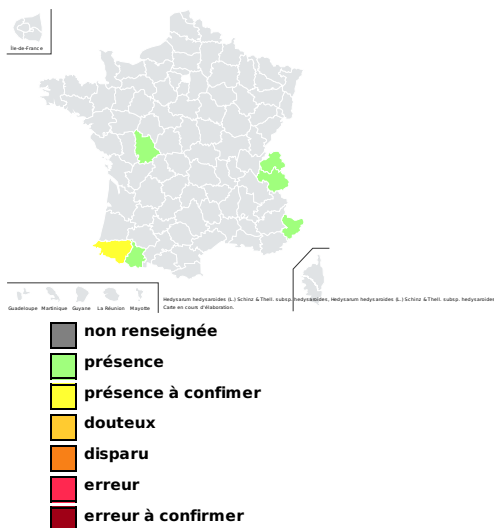 Île-de-France
Guadeloupe Martinique Guyane La Réunion Mayotte
Hedysarum hedysaroides (L.) Schinz & Thell. subsp. hedysaroides, Hedysarum hedysaroides (L.) Schinz & Thell. subsp. hedysaroides
Carte en cours d'élaboration.
non renseignée
présence
présence à confimer
douteux
disparu
erreur
erreur à confirmer